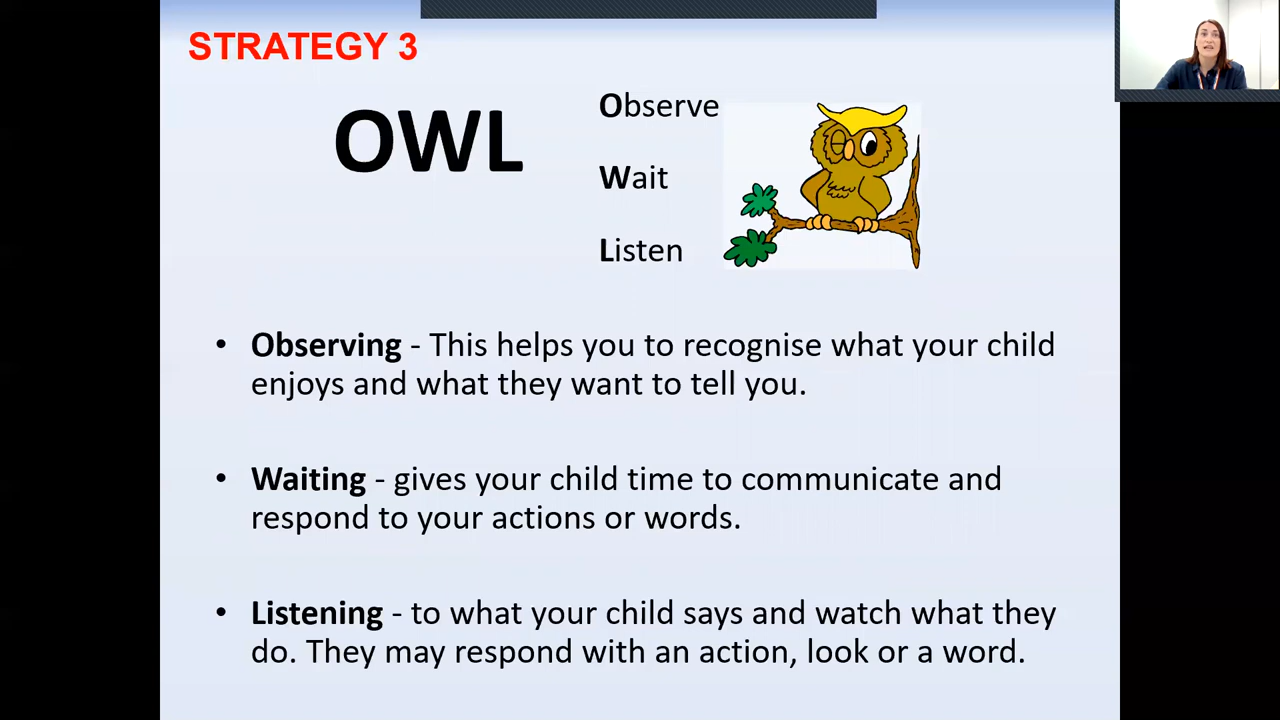 STRATEGY 3
OWL
Observe
Wait
Listen
• Observing - This helps you to recognise what your child
enjoys and what they want to tell you.
• Waiting - gives your child time to communicate and
respond to your actions or words.
• Listening - to what your child says and watch what they
do. They may respond with an action, look or a word.